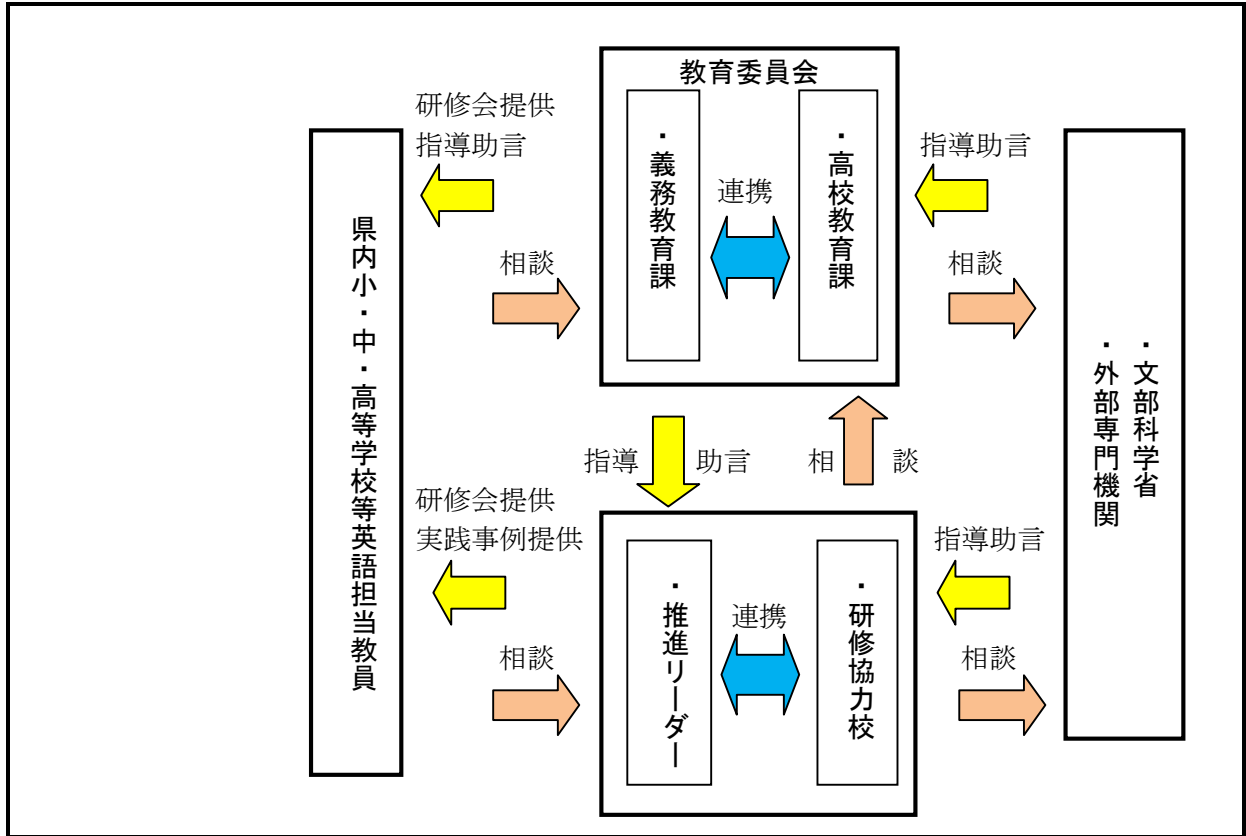 教育委員会
研修会提供
指導助言
・義務教育課
連携
・高校教育課
指導助言
相談
相談
県内小・中・高等学校等英語担当教員
・文部科学省
・外部専門機関
指導 助言
相 談
研修会提供
実践事例提供
・推進リーダー
連携
・研修協力校
指導助言
相談
相談